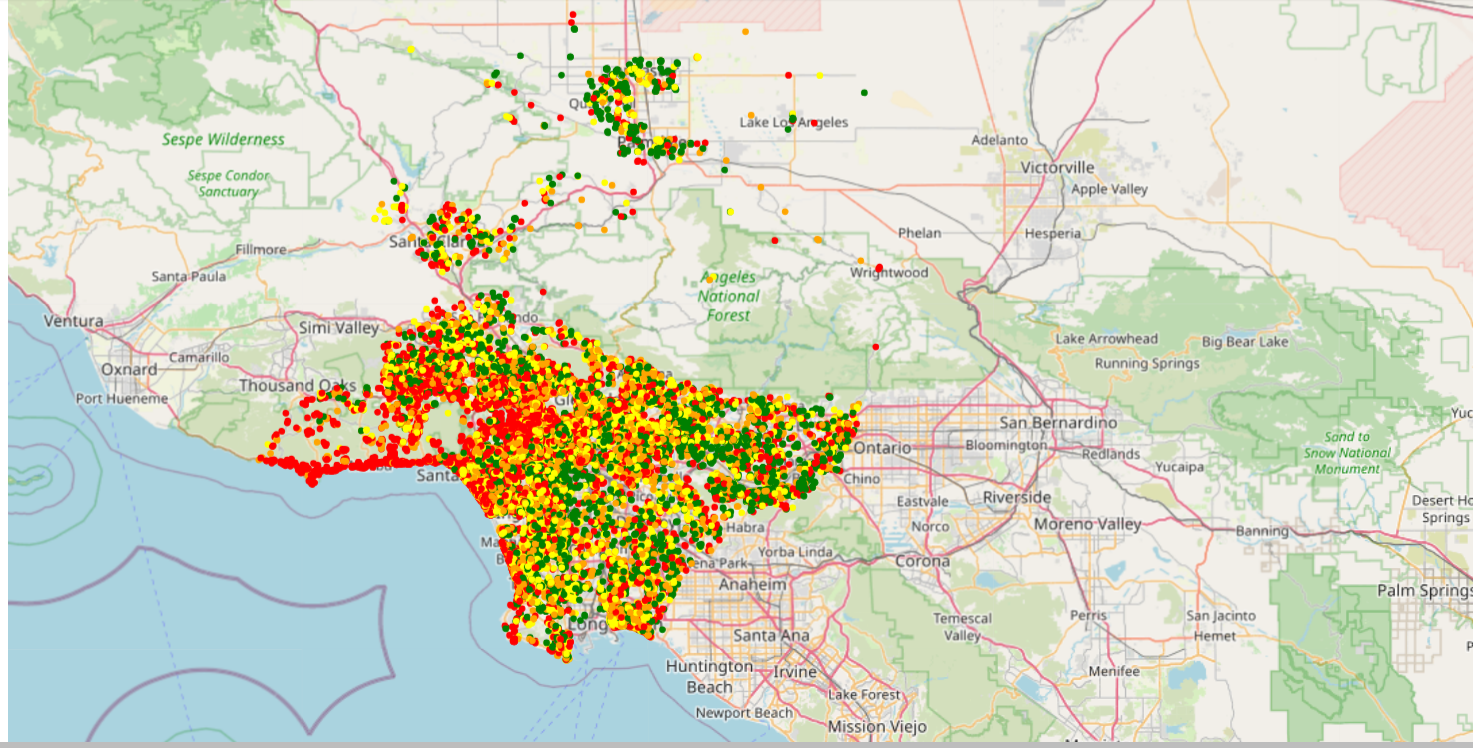 Lake Los Angeles
Adelanto
Sespe Wilderness
Victorville
Sespe Condor
Sanctuary
Apple Valley
Phelan
Hesperia
Fillmore
Wrightwood
Santa Paula
Angeles
National
Forest
Ventura
Simi Valley
Lake Arrowhead
Big Bear Lake
Camarillo
Running Springs
Oxnard
Thousand Oaks
Port Hueneme
San Bernardino
Ontario
Bloomington
Redlands
Sand to
Snow National
Monument
Yucaipa
Santa
Chino
Eastvale
Riverside
Desert Ho
Springs
Habra
Norco
Moreno Valley
Banning
Yorba Linda
ena Park
Corona
Anaheim
Palm Springs
Perris
San Jacinto
Temescal
Valley
Long
Santa Ana
Hemet
Huntington
Beach
Irvine
Menifee
Lake Forest
Newport Beach
Mission Viejo